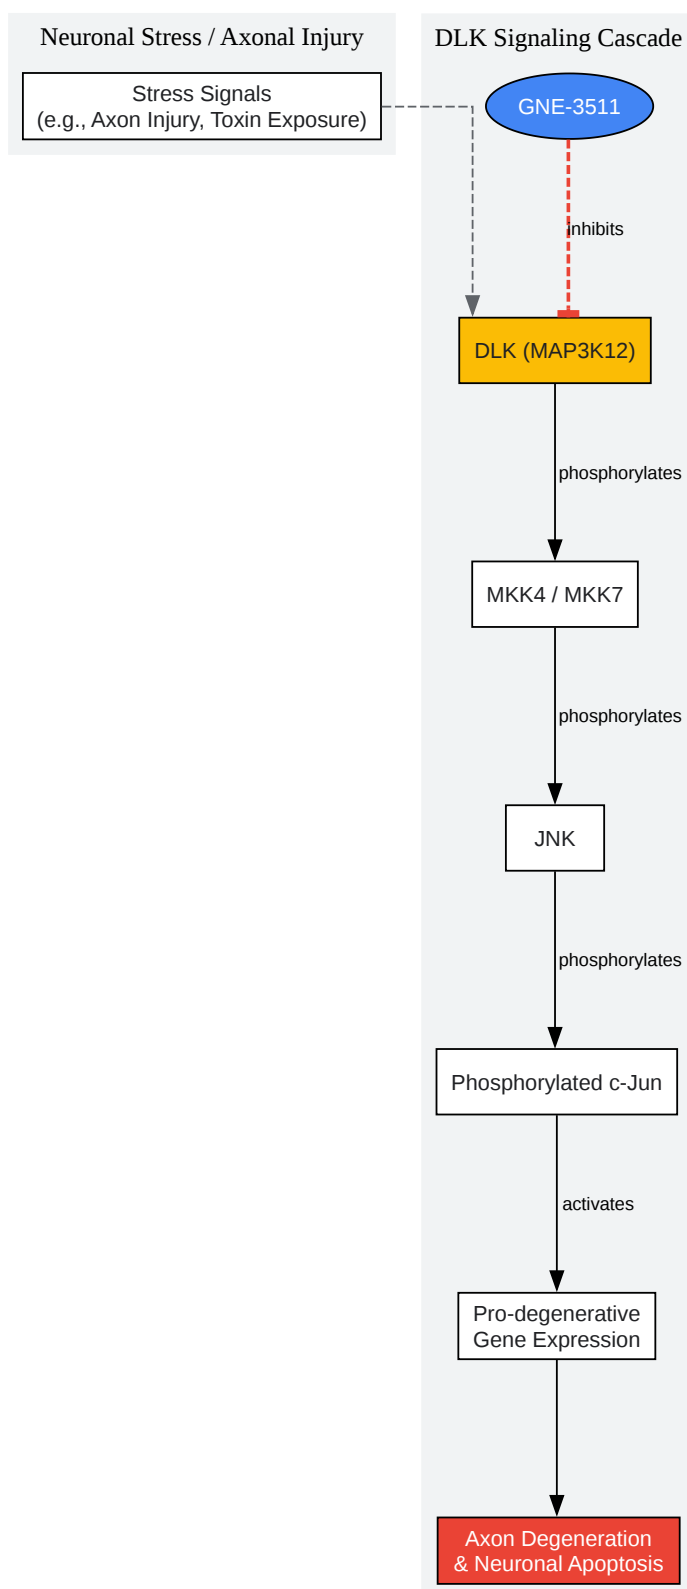 Neuronal Stress / Axonal Injury
Stress Signals
(e.g., Axon Injury, Toxin Exposure)
DLK Signaling Cascade
GNE-3511
inhibits
DLK (MAP3K12)
phosphorylates
MKK4 / MKK7
phosphorylates
JNK
phosphorylates
Phosphorylated c-Jun
activates
Pro-degenerative
Gene Expression
Axon Degeneration
& Neuronal Apoptosis